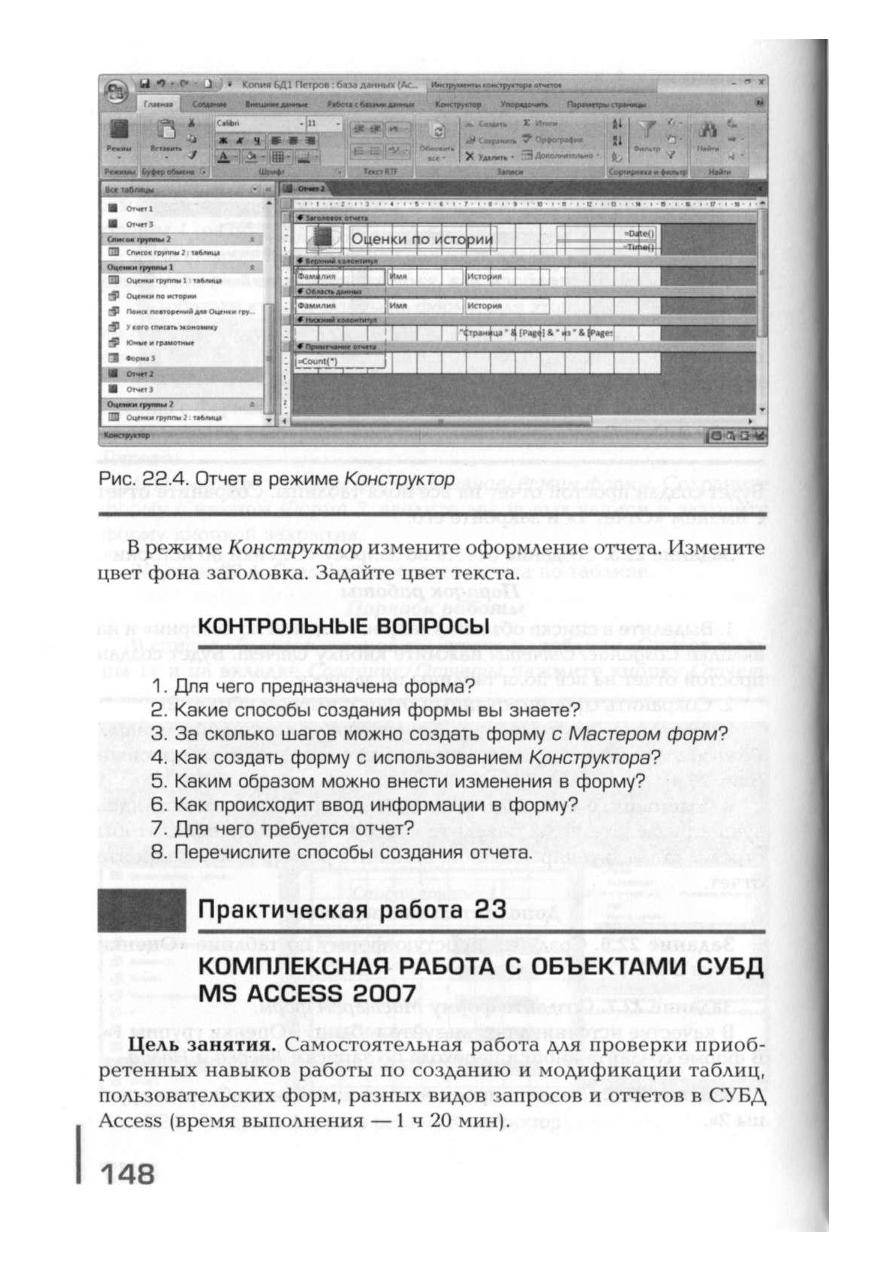 Копия БД1 Петров : база данных (Ac... Инструменты конструктора отчетов
Главная Создание Внешние данные Работа с базами данных Конструктор Упорядочить Параметры страницы
Calibri 11 Создать Σ Итоги
Режимы Вставить Ж К Ч Обновить Сохранить Орфография Фильтр Найти
все Удалить Дополнительно
Режимы Буфер обмена Шрифт Текст RTF Записи Сортировка и фильтр Найти
Все таблицы Отчет 2
Отчет 1
Отчет 3
Список группы 2
Список группы 2 : таблица
Оценки группы 1
Оценки группы 1 : таблица
Оценки по истории
Поиск повторений для Оценки гру...
У кого списать экономику
Юные и грамотные
Форма 3
Отчет 2
Отчет 3
Оценки группы 2
Оценки группы 2 : таблица
Конструктор
Заголовок отчета
Оценки по истории =Date()
=Time()
Верхний колонтитул
Фамилия Имя История
Область данных
Фамилия Имя История
Нижний колонтитул
"Страница " & [Page] & " из " & [Pages
Примечание отчета
=Count(*)
Рис. 22.4. Отчет в режиме Конструктор
В режиме Конструктор измените оформление отчета. Измените
цвет фона заголовка. Задайте цвет текста.
КОНТРОЛЬНЫЕ ВОПРОСЫ
1. Для чего предназначена форма?
2. Какие способы создания формы вы знаете?
3. За сколько шагов можно создать форму с Мастером форм?
4. Как создать форму с использованием Конструктора?
5. Каким образом можно внести изменения в форму?
6. Как происходит ввод информации в форму?
7. Для чего требуется отчет?
8. Перечислите способы создания отчета.
Практическая работа 23
КОМПЛЕКСНАЯ РАБОТА С ОБЪЕКТАМИ СУБД
MS ACCESS 2007
Цель занятия. Самостоятельная работа для проверки приоб-
ретенных навыков работы по созданию и модификации таблиц,
пользовательских форм, разных видов запросов и отчетов в СУБД
Access (время выполнения — 1 ч 20 мин).
148